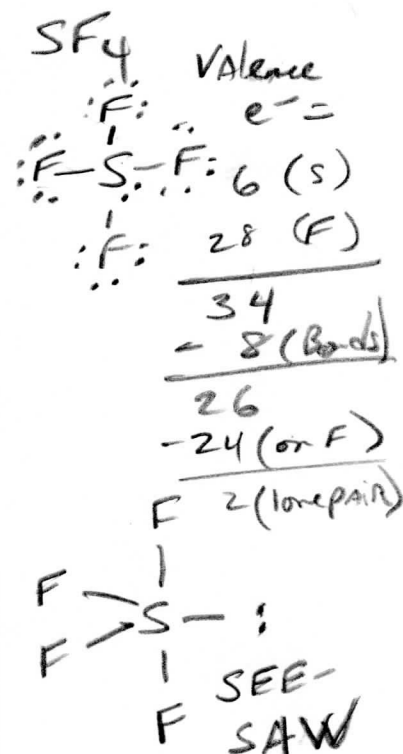 SF4
Valence
e⁻ =
:F:
:F—S—F:
:F:
6 (S)
28 (F)
34
- 8 (Bonds)
26
-24 (on F)
2 (lone pair)
F
F
S — :
F
F
SEE-
SAW